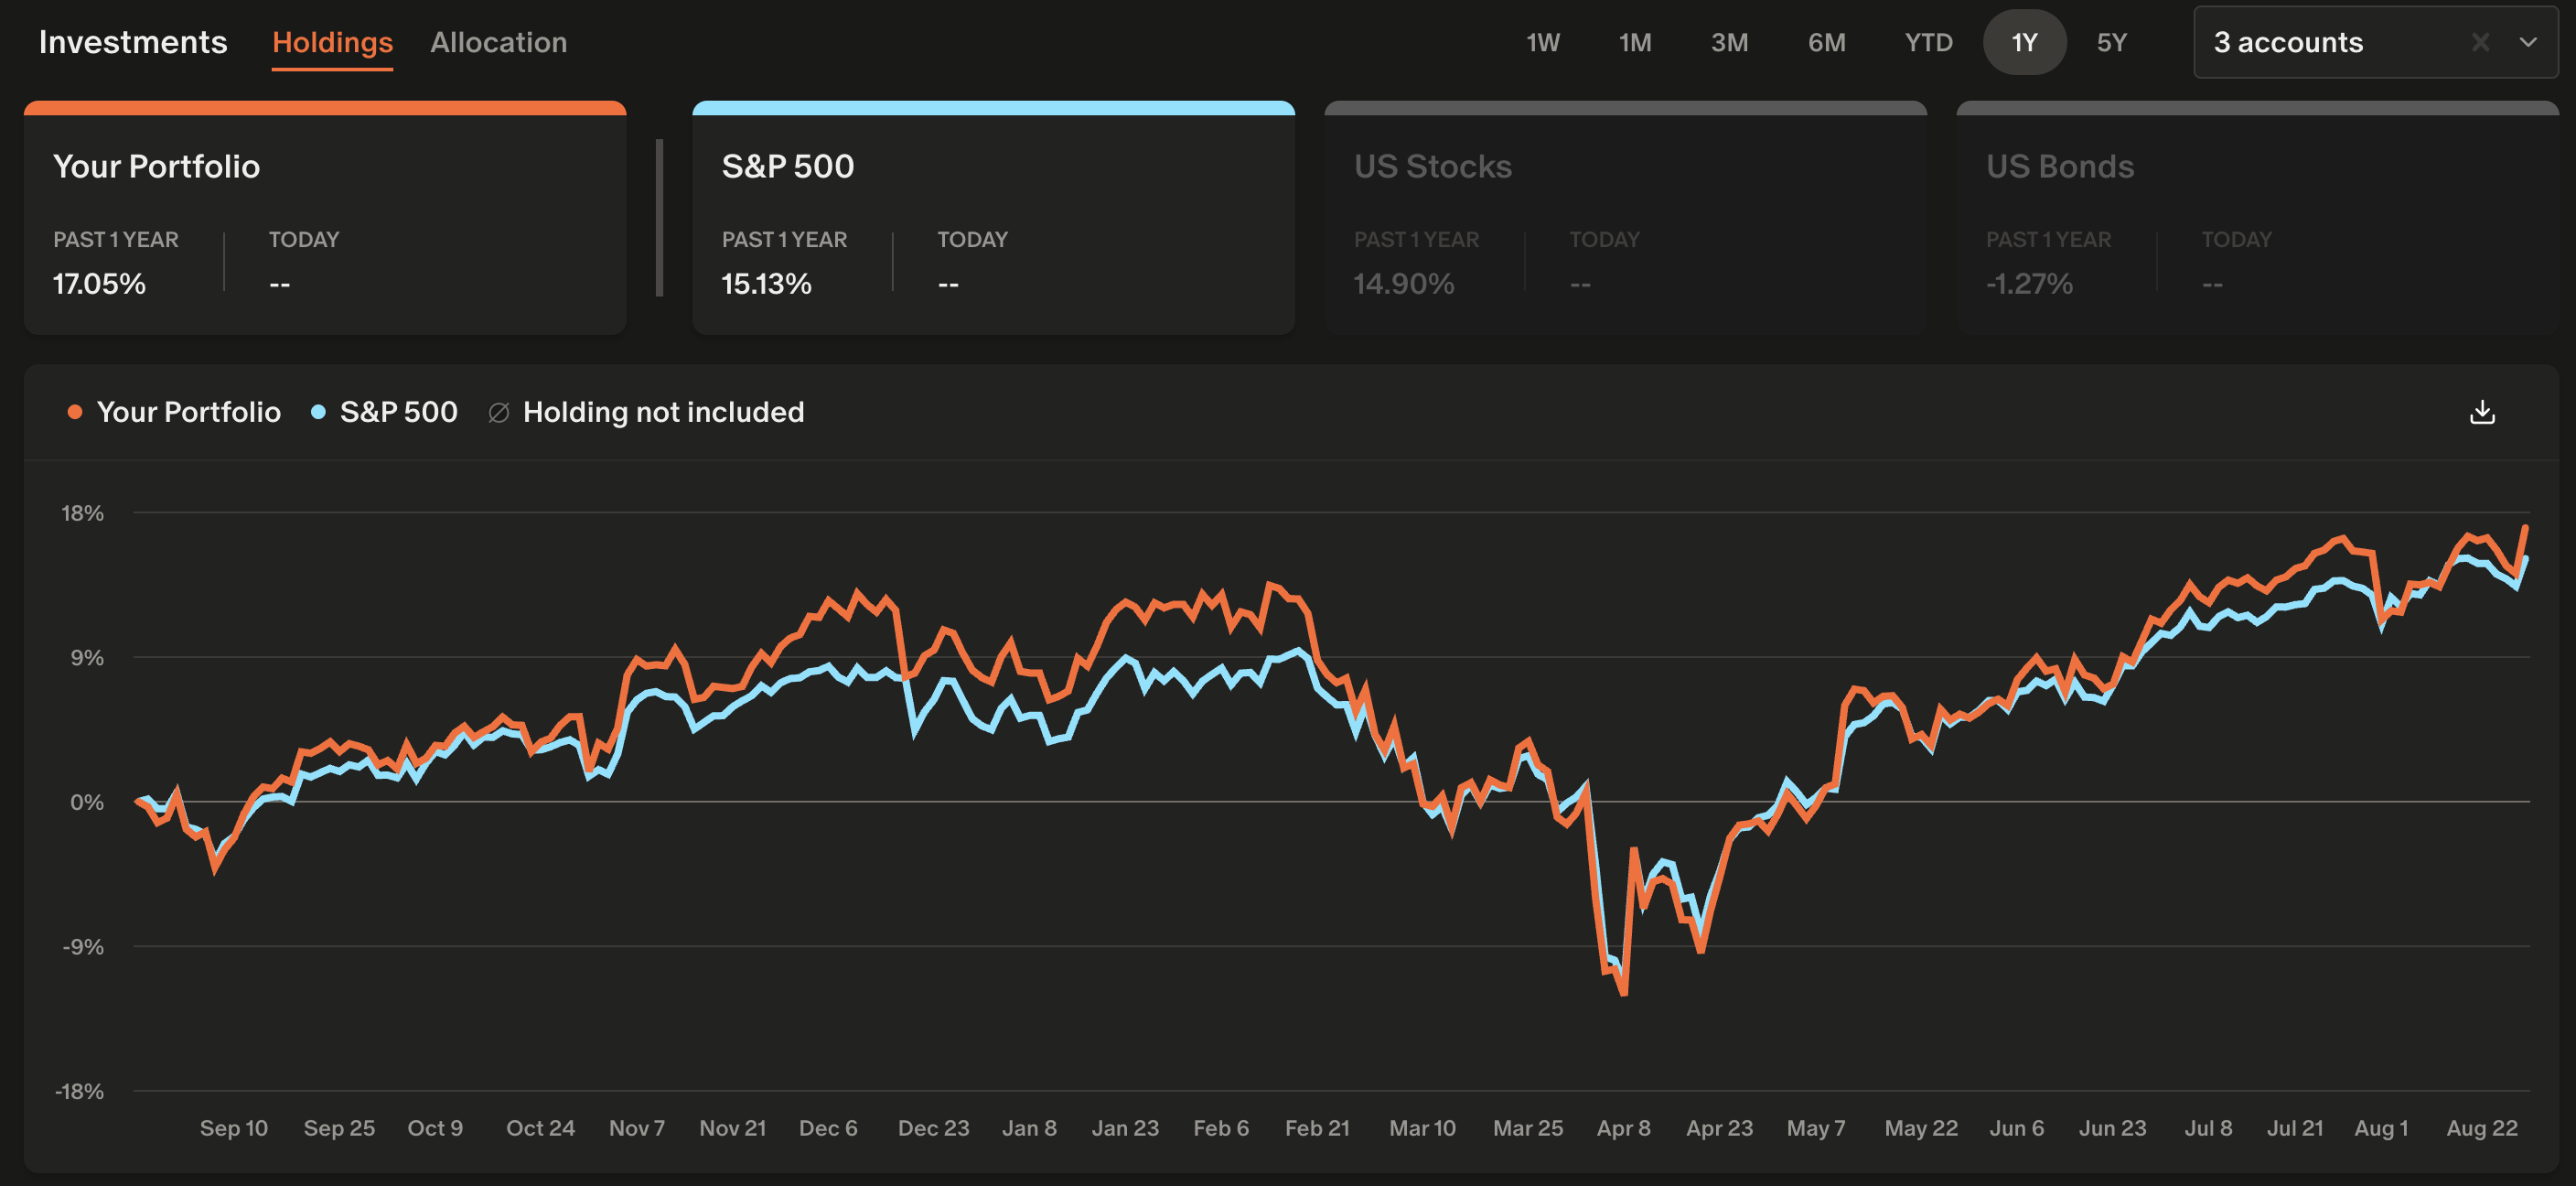 Investments Holdings Allocation 1W 1M 3M 6M YTD 1Y 5Y 3 accounts
Your Portfolio
PAST 1 YEAR TODAY
17.05% --
S&P 500
PAST 1 YEAR TODAY
15.13% --
US Stocks
PAST 1 YEAR TODAY
14.90% --
US Bonds
PAST 1 YEAR TODAY
-1.27% --
Your Portfolio S&P 500 Holding not included
18%
9%
0%
-9%
-18%
Sep 10 Sep 25 Oct 9 Oct 24 Nov 7 Nov 21 Dec 6 Dec 23 Jan 8 Jan 23 Feb 6 Feb 21 Mar 10 Mar 25 Apr 8 Apr 23 May 7 May 22 Jun 6 Jun 23 Jul 8 Jul 21 Aug 1 Aug 22